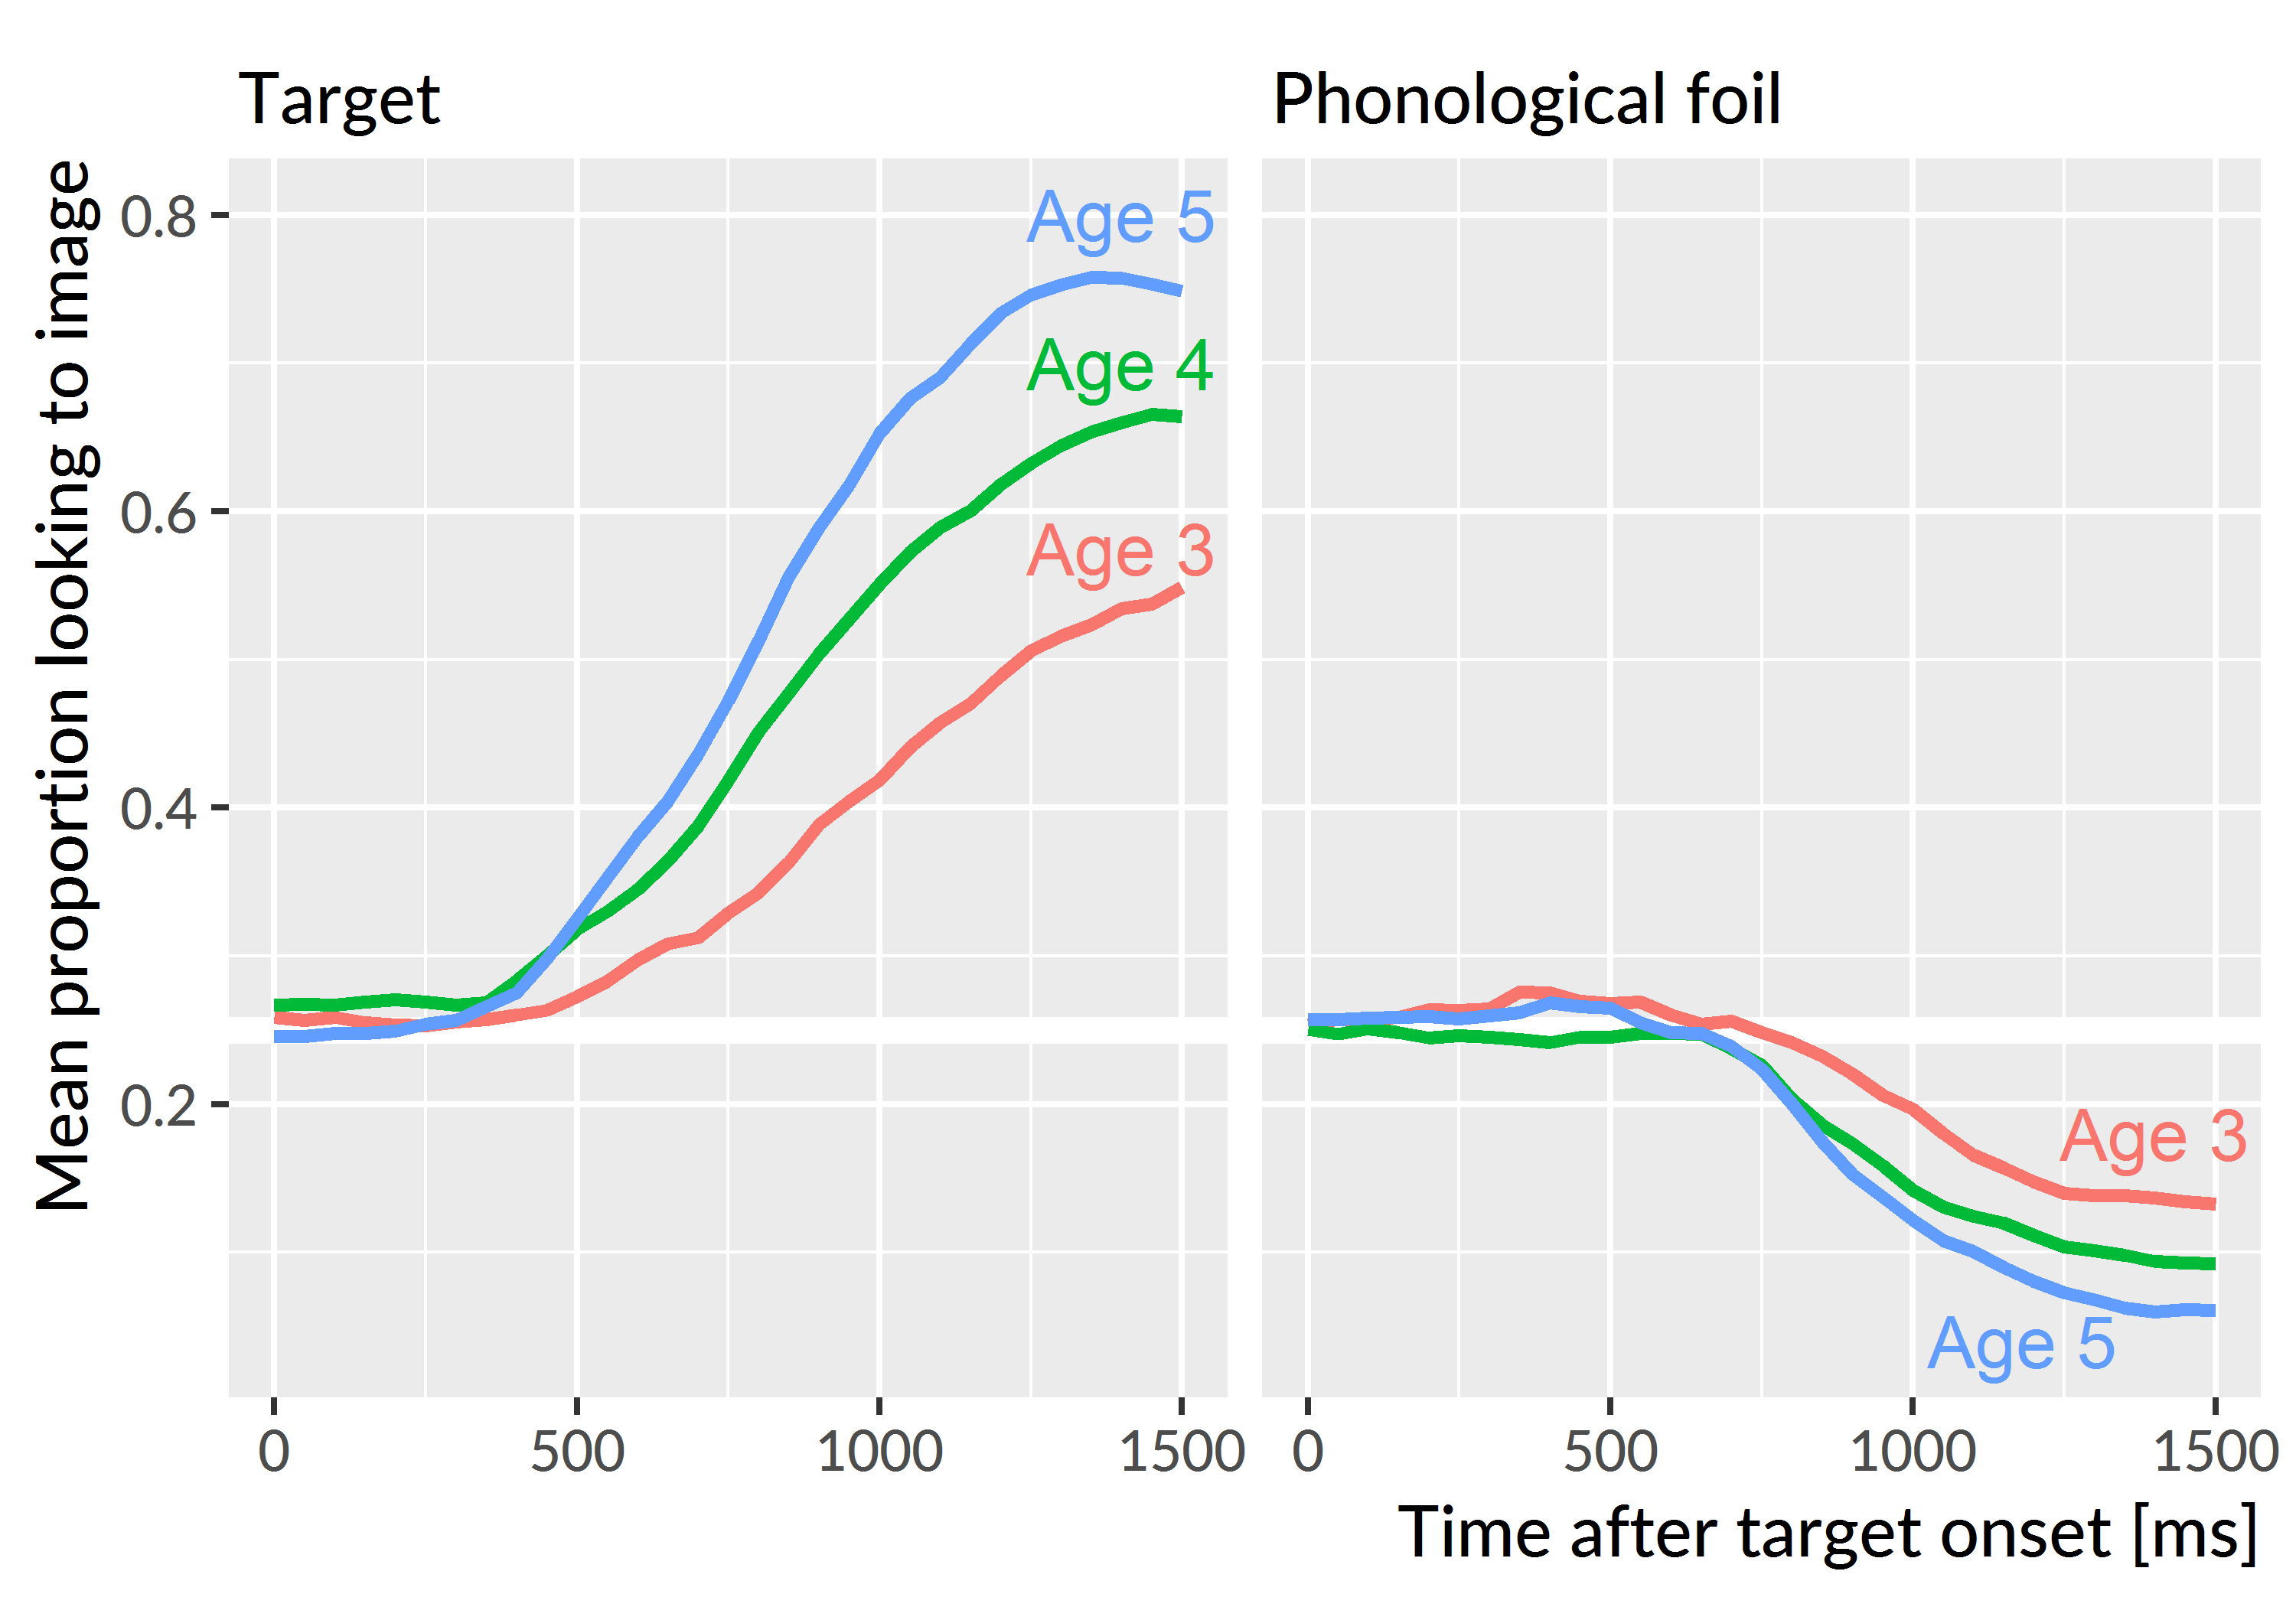 Target
Phonological foil
Mean proportion looking to image
0.8
0.6
0.4
0.2
Age 5
Age 4
Age 3
Age 3
Age 5
0 500 1000 1500
0 500 1000 1500
Time after target onset [ms]